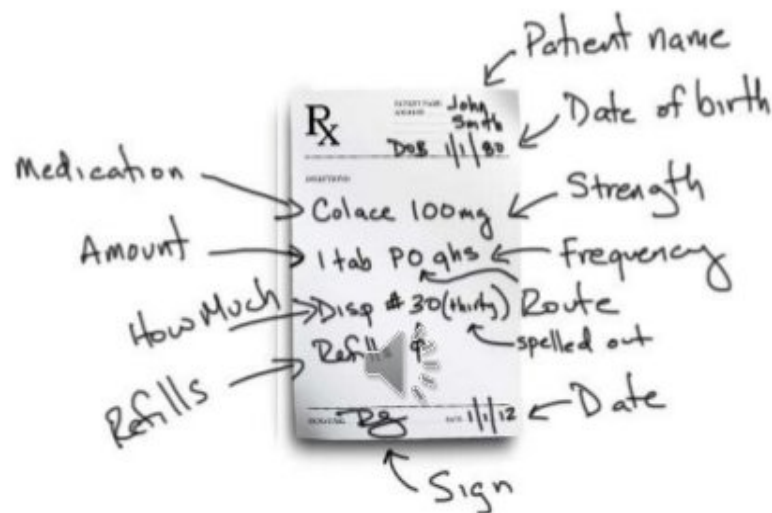 Patient name
Rx
John
Smith
Date of birth
DOB 1/1/80
Medication
Strength
Colace 100mg
Amount
1 tab PO qhs
Frequency
How Much
Disp # 30 (thirty)
Route
spelled out
Refills
Date
1/1/12
Sign